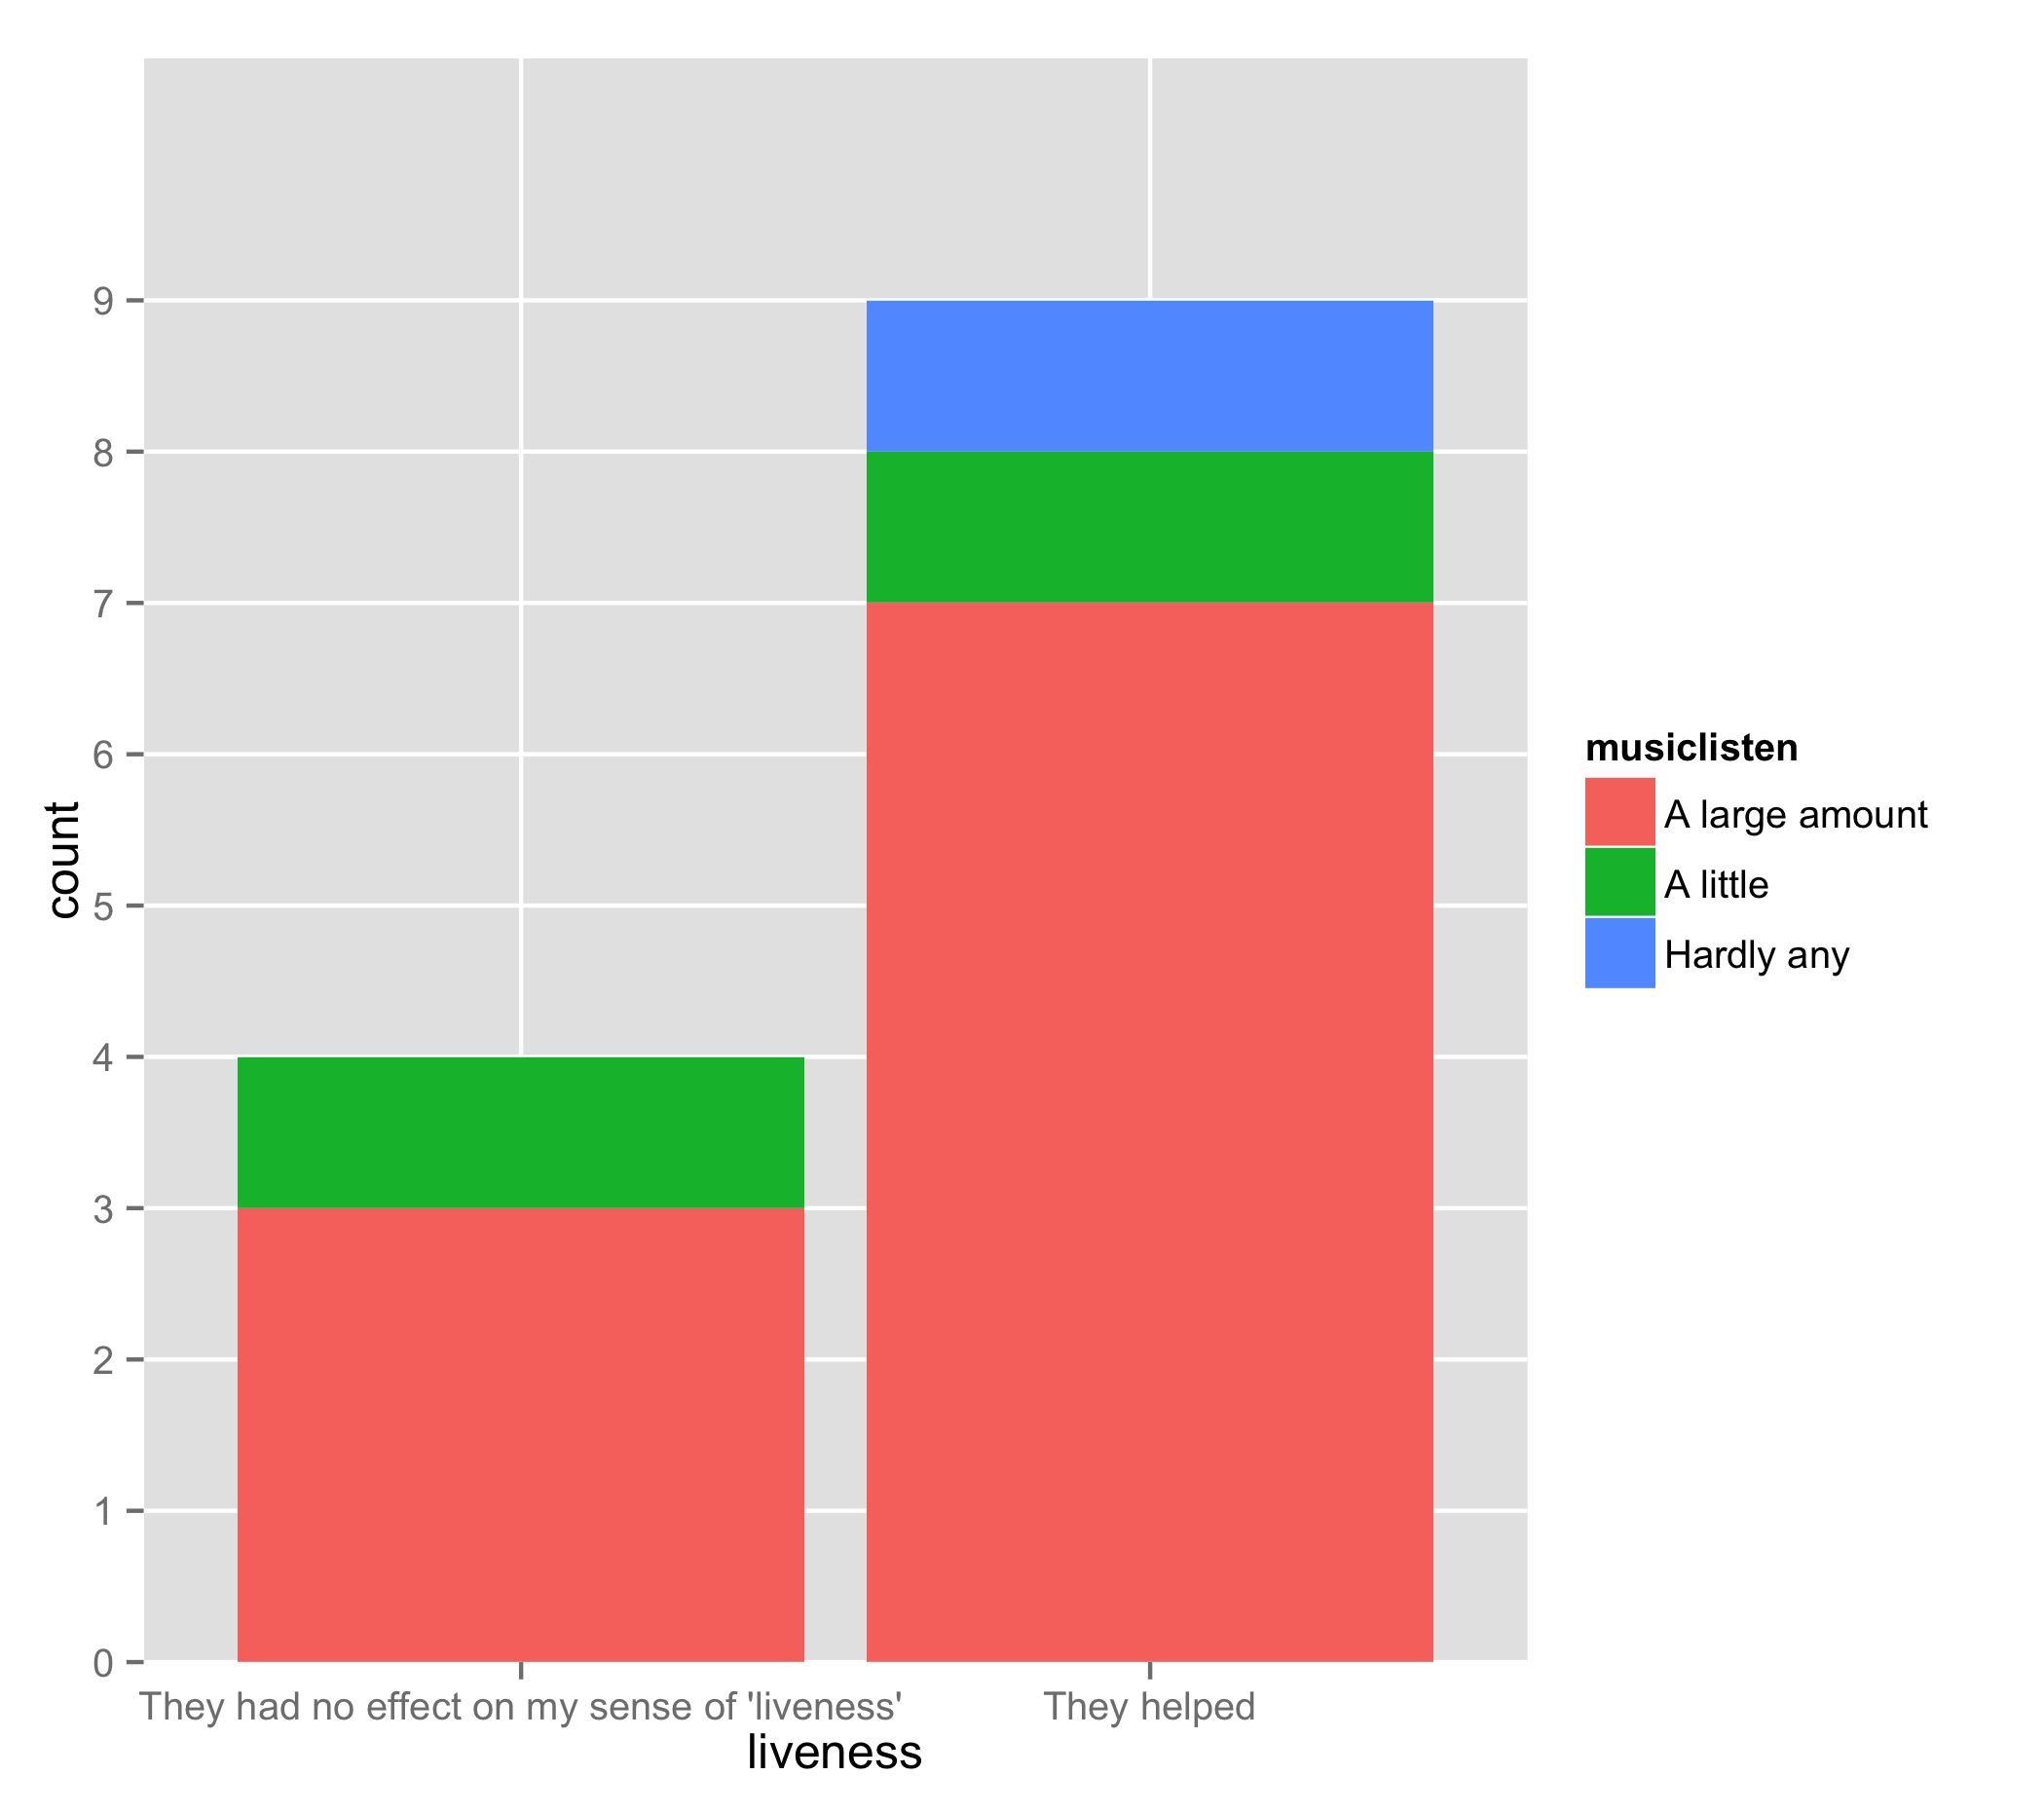 count
9
8
7
6
5
4
3
2
1
0
They had no effect on my sense of 'liveness'
They helped
liveness
musiclisten
A large amount
A little
Hardly any